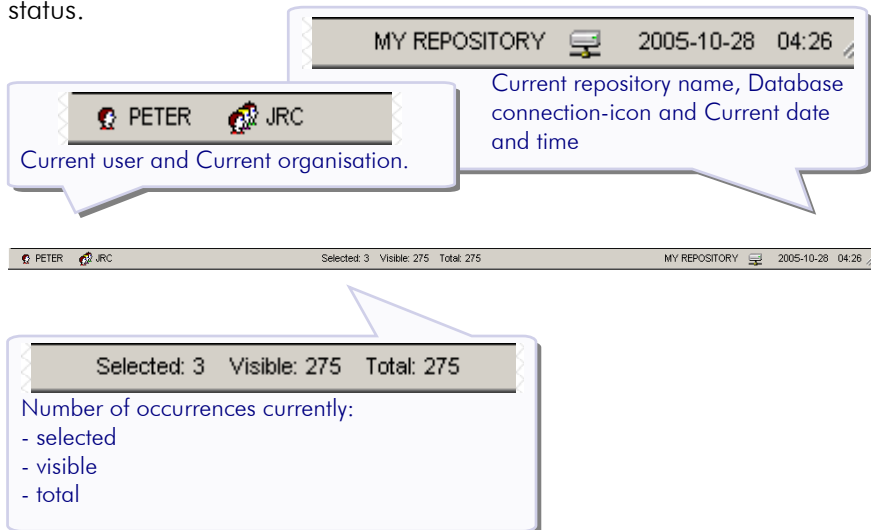 status.
MY REPOSITORY 2005-10-28 04:26
Current repository name, Database
connection-icon and Current date
and time
PETER JRC
Current user and Current organisation.
PETER JRC Selected: 3 Visible: 275 Total: 275 MY REPOSITORY 2005-10-28 04:26
Selected: 3 Visible: 275 Total: 275
Number of occurrences currently:
- selected
- visible
- total